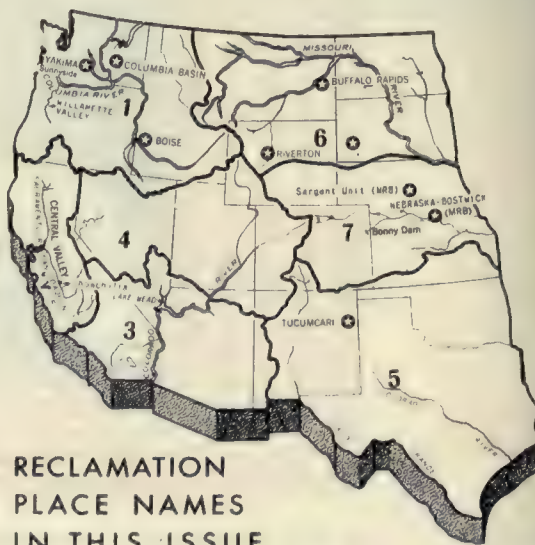 MISSOURI
RIVER
YAKIMA
Sunnyside
COLUMBIA BASIN
BUFFALO RAPIDS
COLUMBIA RIVER
WILLAMETTE
VALLEY
1
BOISE
6
RIVERTON
Sargent Unit (MRB)
NEBRASKA-BOSTWICK
(MRB)
CENTRAL VALLEY
4
RIVER
7
Bonny Dam
LAKE MEAD
3
COLORADO
TUCUMCARI
5
RIVER
RECLAMATION
PLACE NAMES
IN THIS ISSUE